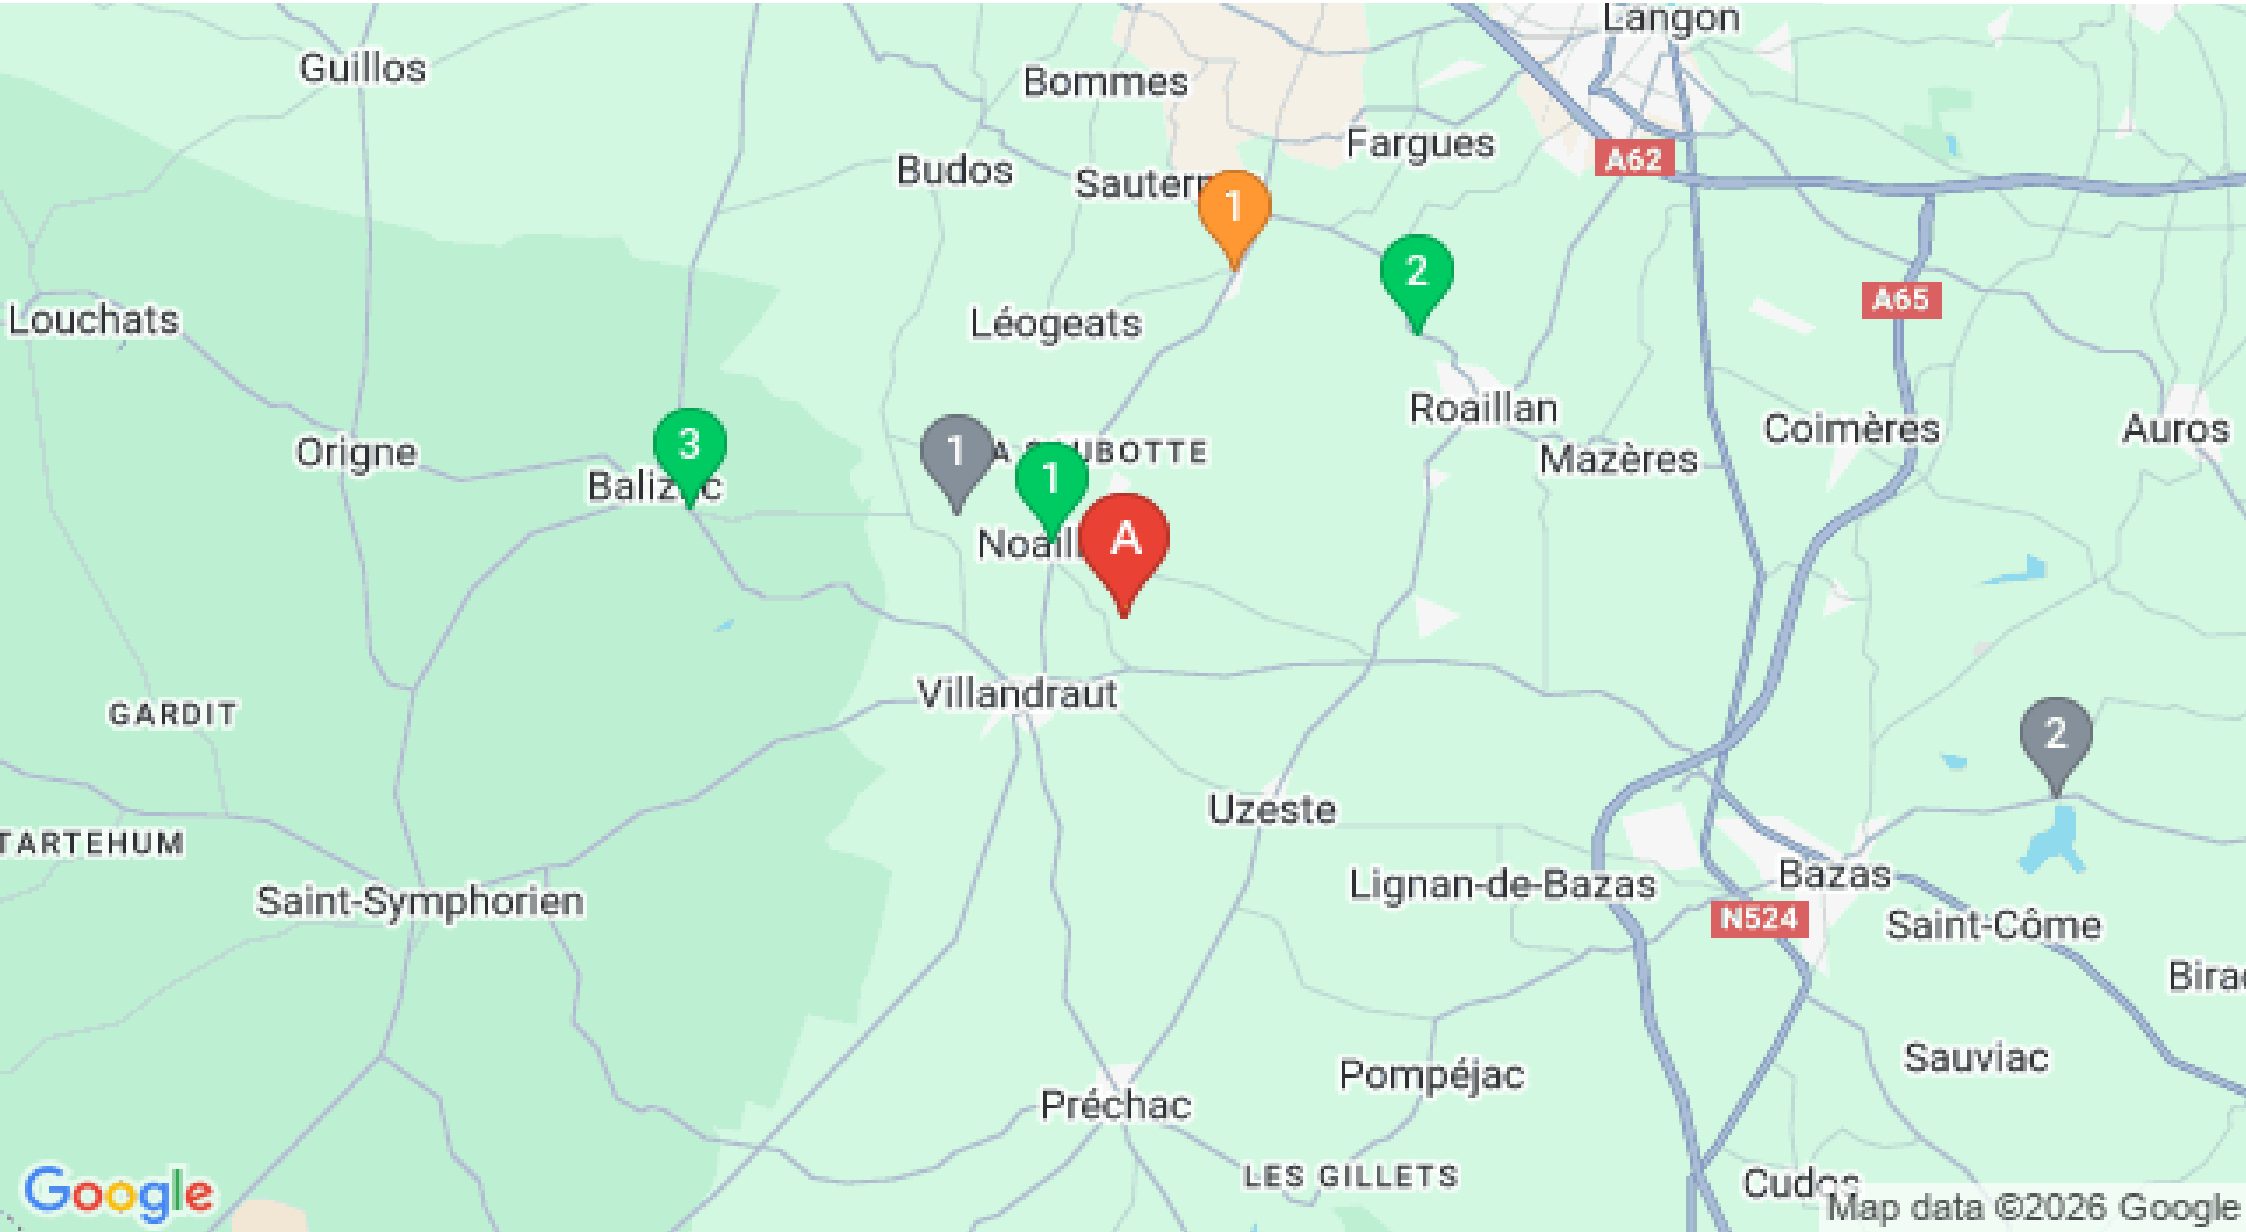 Langon
Guillos
Bommes
Fargues
A62
Budos
Sautern
1
2
A65
Louchats
Léogeats
Roaillan
Coimères
Auros
Origne
3
1
Mazères
Balizac
1
A
Villandraut
GARDIT
2
Uzeste
TARTEHUM
Bazas
Lignan-de-Bazas
Saint-Symphorien
N524
Saint-Côme
Pompéjac
Sauviac
Préchac
LES GILLETS
Cudos
Google
Map data ©2026 Google